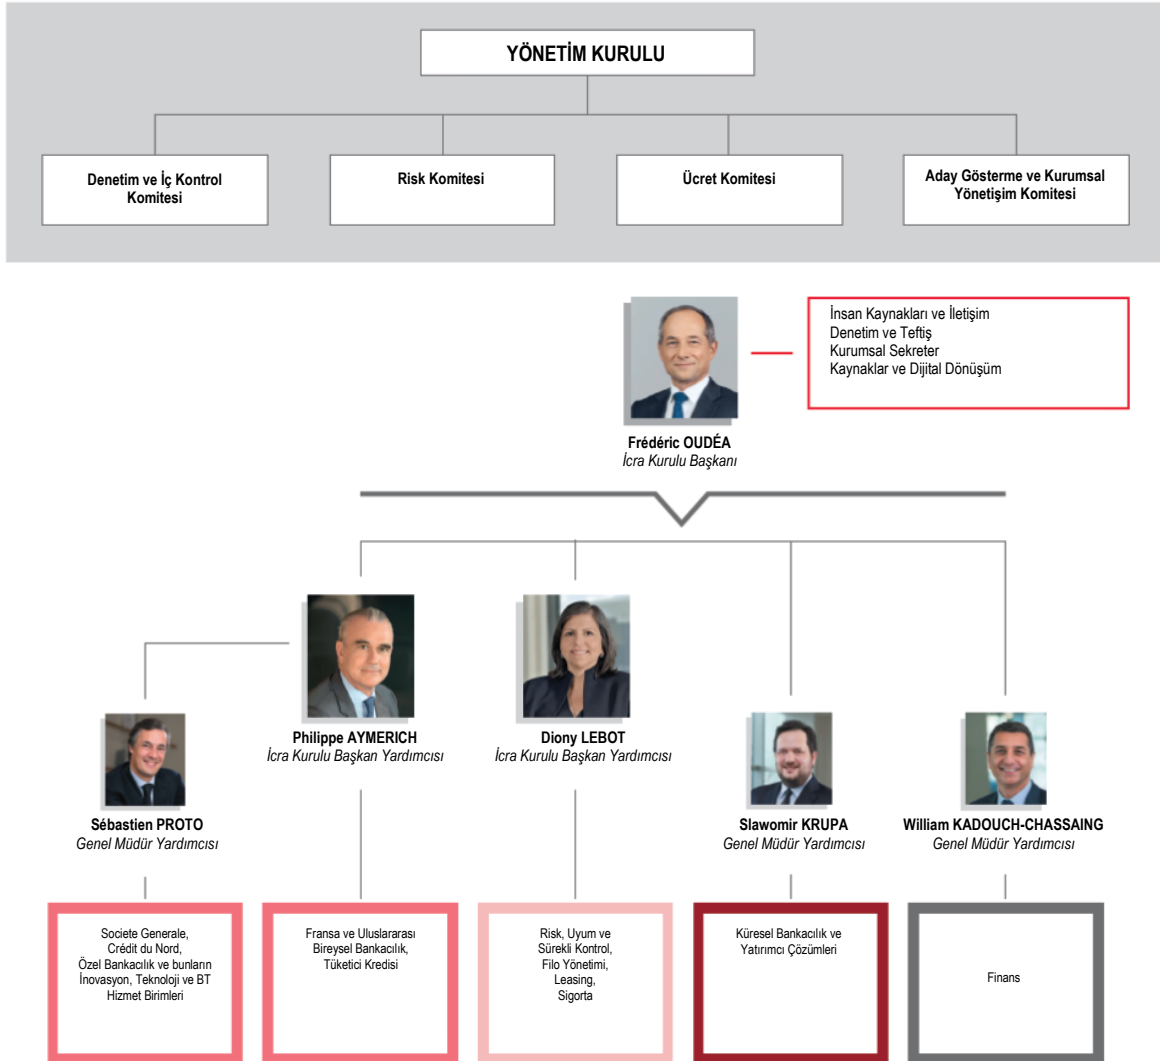 YÖNETİM KURULU
Denetim ve İç Kontrol
Komitesi
Risk Komitesi
Ücret Komitesi
Aday Gösterme ve Kurumsal
Yönetişim Komitesi
İnsan Kaynakları ve İletişim
Denetim ve Teftiş
Kurumsal Sekreter
Kaynaklar ve Dijital Dönüşüm
Frédéric OUDÉA
İcra Kurulu Başkanı
Philippe AYMERICH
İcra Kurulu Başkan Yardımcısı
Diony LEBOT
İcra Kurulu Başkan Yardımcısı
Sébastien PROTO
Genel Müdür Yardımcısı
Slawomir KRUPA
Genel Müdür Yardımcısı
William KADOUCH-CHASSAING
Genel Müdür Yardımcısı
Societe Generale,
Crédit du Nord,
Özel Bankacılık ve bunların
İnovasyon, Teknoloji ve BT
Hizmet Birimleri
Fransa ve Uluslararası
Bireysel Bankacılık,
Tüketici Kredisi
Risk, Uyum ve
Sürekli Kontrol,
Filo Yönetimi,
Leasing,
Sigorta
Küresel Bankacılık ve
Yatırımcı Çözümleri
Finans